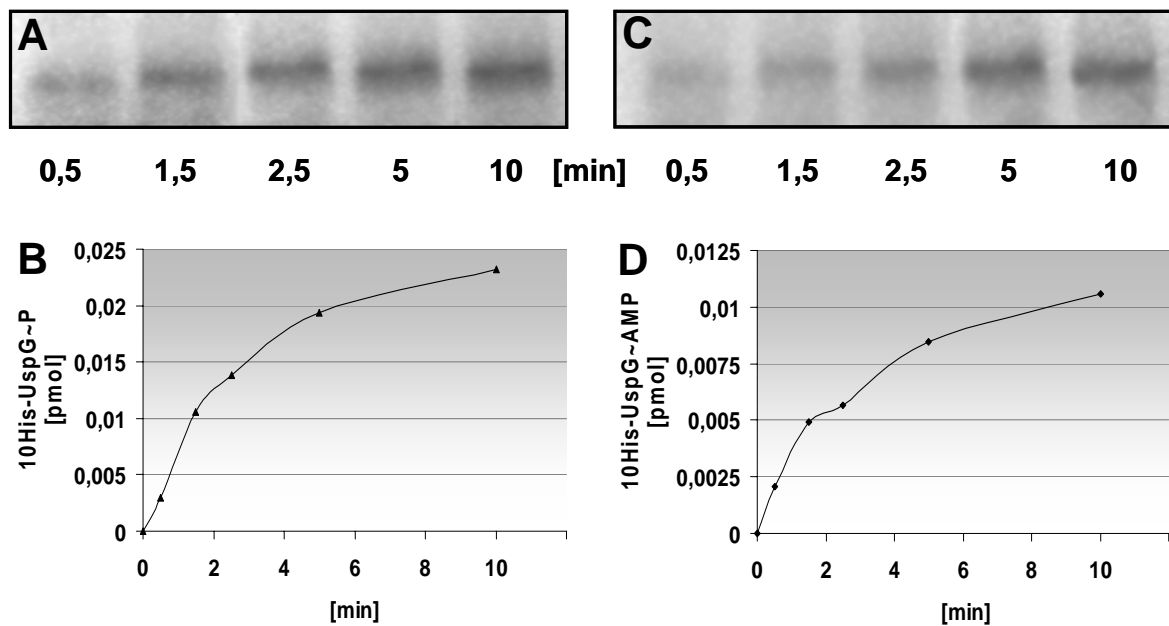 A
0,5 1,5 2,5 5 10 [min]
C
0,5 1,5 2,5 5 10
B
10His-UspG~P
[pmol]
0,025
0,02
0,015
0,01
0,005
0
0 2 4 6 8 10
[min]
D
10His-UspG~AMP
[pmol]
0,0125
0,01
0,0075
0,005
0,0025
0
0 2 4 6 8 10
[min]